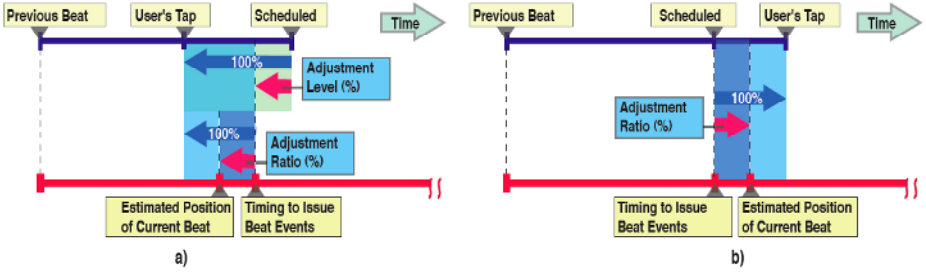 Previous Beat
User's Tap
Scheduled
Time
100%
Adjustment
Level (%)
100%
Adjustment
Ratio (%)
Estimated Position
of Current Beat
Timing to Issue
Beat Events
a)
Previous Beat
Scheduled
User's Tap
Time
100%
Adjustment
Ratio (%)
Timing to Issue
Beat Events
Estimated Position
of Current Beat
b)